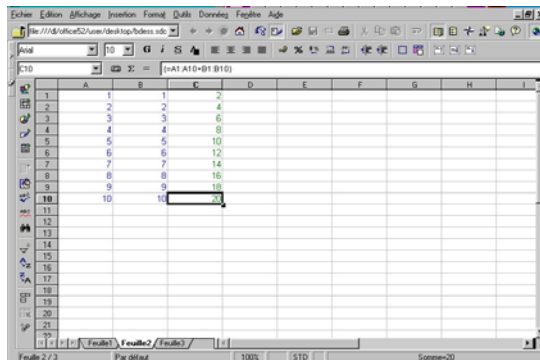 Fichier Edition Affichage Insertion Format Outils Données Fenêtre Aide
file:///d|/office52/user/desktop/bdess.sdc
Arial 10 G i S A
C10 Σ = {=A1:A10+B1:B10}
A B C D E F G H I
1 1 1 2
2 2 2 4
3 3 3 6
4 4 4 8
5 5 5 10
6 6 6 12
7 7 7 14
8 8 8 16
9 9 9 18
10 10 10 20
11
12
13
14
15
16
17
18
19
20
21
22
Feuille1 Feuille2 Feuille3
Feuille 2 / 3 Par défaut 100% STD Somme=20